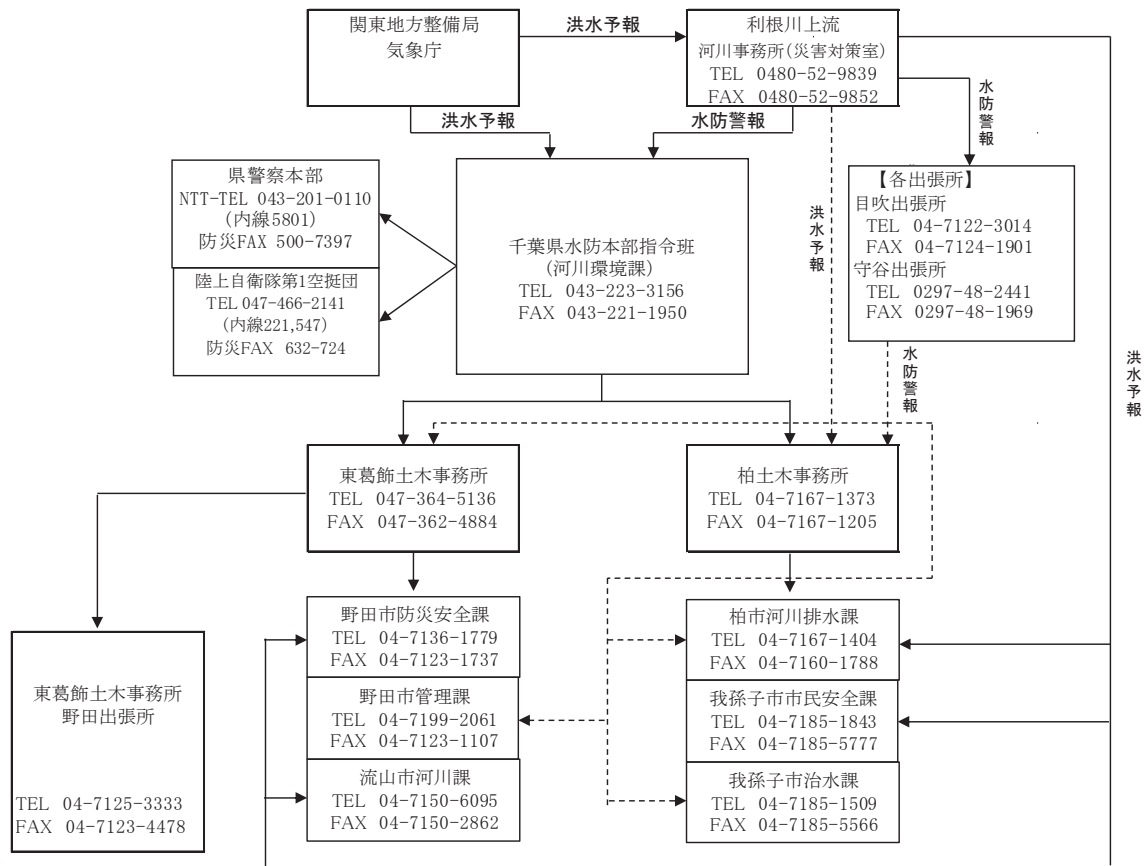 関東地方整備局
気象庁
洪水予報
利根川上流
河川事務所(災害対策室)
TEL 0480-52-9839
FAX 0480-52-9852
洪水予報
水防警報
水防警報
洪水予報
県警察本部
NTT-TEL 043-201-0110
(内線5801)
防災FAX 500-7397
陸上自衛隊第1空挺団
TEL 047-466-2141
(内線221,547)
防災FAX 632-724
千葉県水防本部指令班
(河川環境課)
TEL 043-223-3156
FAX 043-221-1950
【各出張所】
目吹出張所
TEL 04-7122-3014
FAX 04-7124-1901
守谷出張所
TEL 0297-48-2441
FAX 0297-48-1969
水防警報
洪水予報
東葛飾土木事務所
TEL 047-364-5136
FAX 047-362-4884
柏土木事務所
TEL 04-7167-1373
FAX 04-7167-1205
東葛飾土木事務所
野田出張所
TEL 04-7125-3333
FAX 04-7123-4478
野田市防災安全課
TEL 04-7136-1779
FAX 04-7123-1737
野田市管理課
TEL 04-7199-2061
FAX 04-7123-1107
流山市河川課
TEL 04-7150-6095
FAX 04-7150-2862
柏市河川排水課
TEL 04-7167-1404
FAX 04-7160-1788
我孫子市市民安全課
TEL 04-7185-1843
FAX 04-7185-5777
我孫子市治水課
TEL 04-7185-1509
FAX 04-7185-5566